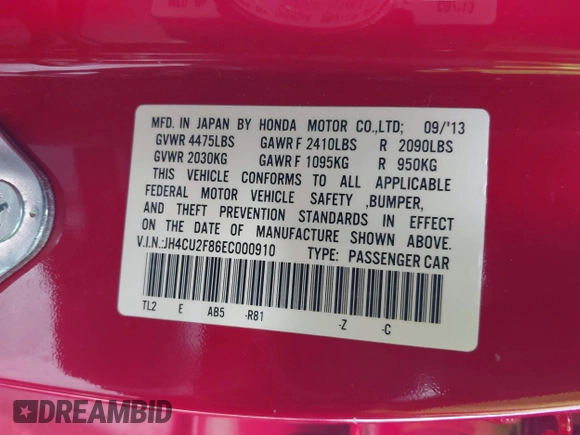 MFD. IN JAPAN BY HONDA MOTOR CO.,LTD; 09/'13
GVWR 4475LBS GAWR F 2410LBS R 2090LBS
GVWR 2030KG GAWR F 1095KG R 950KG
THIS VEHICLE CONFORMS TO ALL APPLICABLE
FEDERAL MOTOR VEHICLE SAFETY ,BUMPER,
AND THEFT PREVENTION STANDARDS IN EFFECT
ON THE DATE OF MANUFACTURE SHOWN ABOVE.
V.I.N.:JH4CU2F86EC000910 TYPE: PASSENGER CAR
TL2 E AB5 -R81 -Z -C
DREAMBID